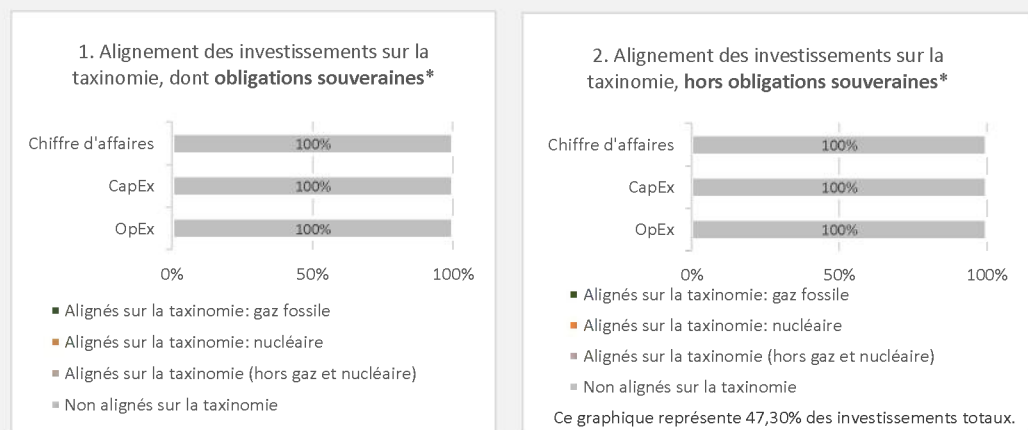 1. Alignement des investissements sur la
taxinomie, dont obligations souveraines*
Chiffre d'affaires
100%
CapEx
100%
OpEx
100%
0%
50%
100%
Alignés sur la taxinomie: gaz fossile
Alignés sur la taxinomie: nucléaire
Alignés sur la taxinomie (hors gaz et nucléaire)
Non alignés sur la taxinomie
2. Alignement des investissements sur la
taxinomie, hors obligations souveraines*
Chiffre d'affaires
100%
CapEx
100%
OpEx
100%
0%
50%
100%
Alignés sur la taxinomie: gaz fossile
Alignés sur la taxinomie: nucléaire
Alignés sur la taxinomie (hors gaz et nucléaire)
Non alignés sur la taxinomie
Ce graphique représente 47,30% des investissements totaux.